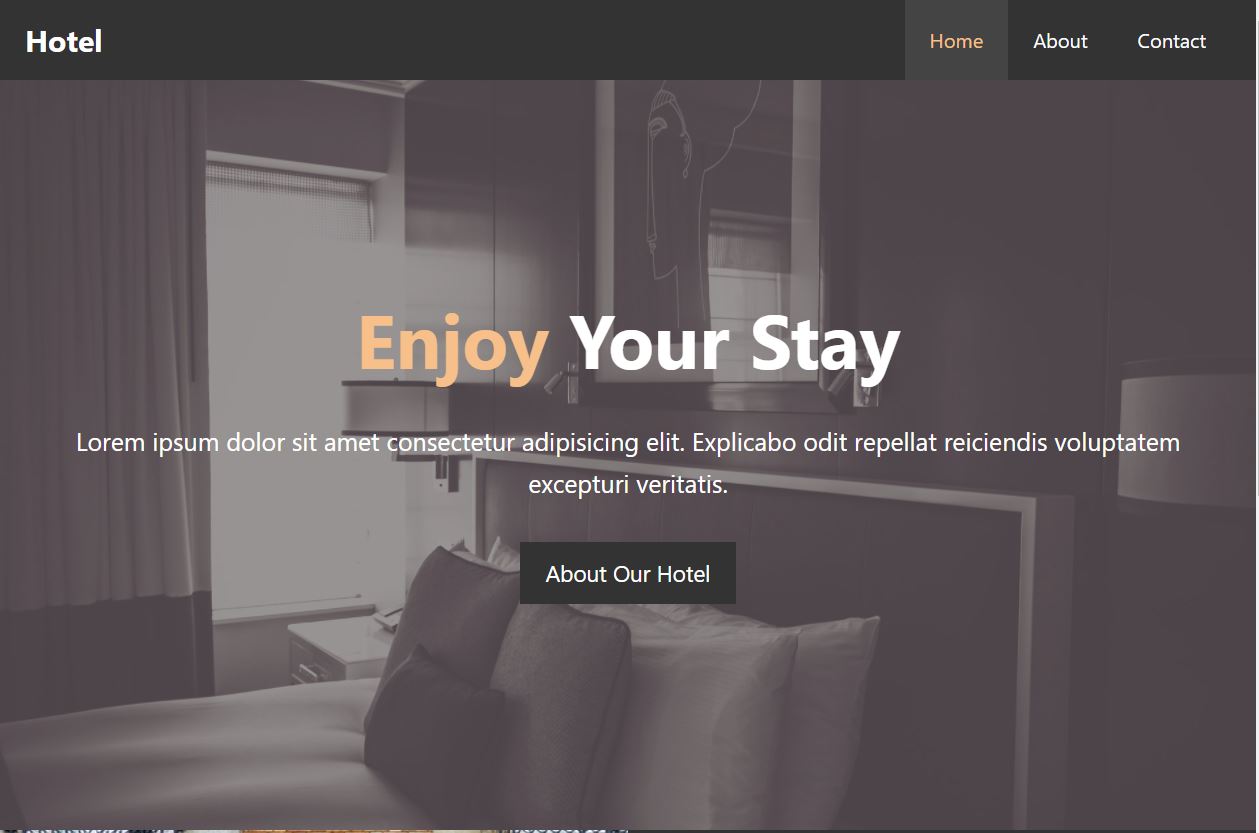 Hotel
Home About Contact
Enjoy Your Stay
Lorem ipsum dolor sit amet consectetur adipisicing elit. Explicabo odit repellat reiciendis voluptatem
excepturi veritatis.
About Our Hotel